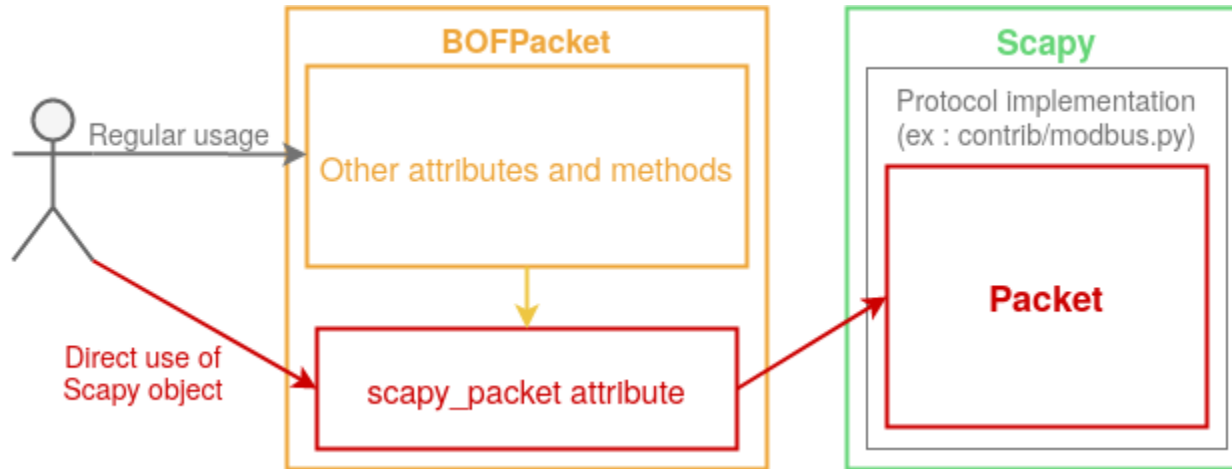 BOFPacket
Scapy
Protocol implementation
(ex : contrib/modbus.py)
Regular usage
Other attributes and methods
Packet
Direct use of
Scapy object
scapy_packet attribute